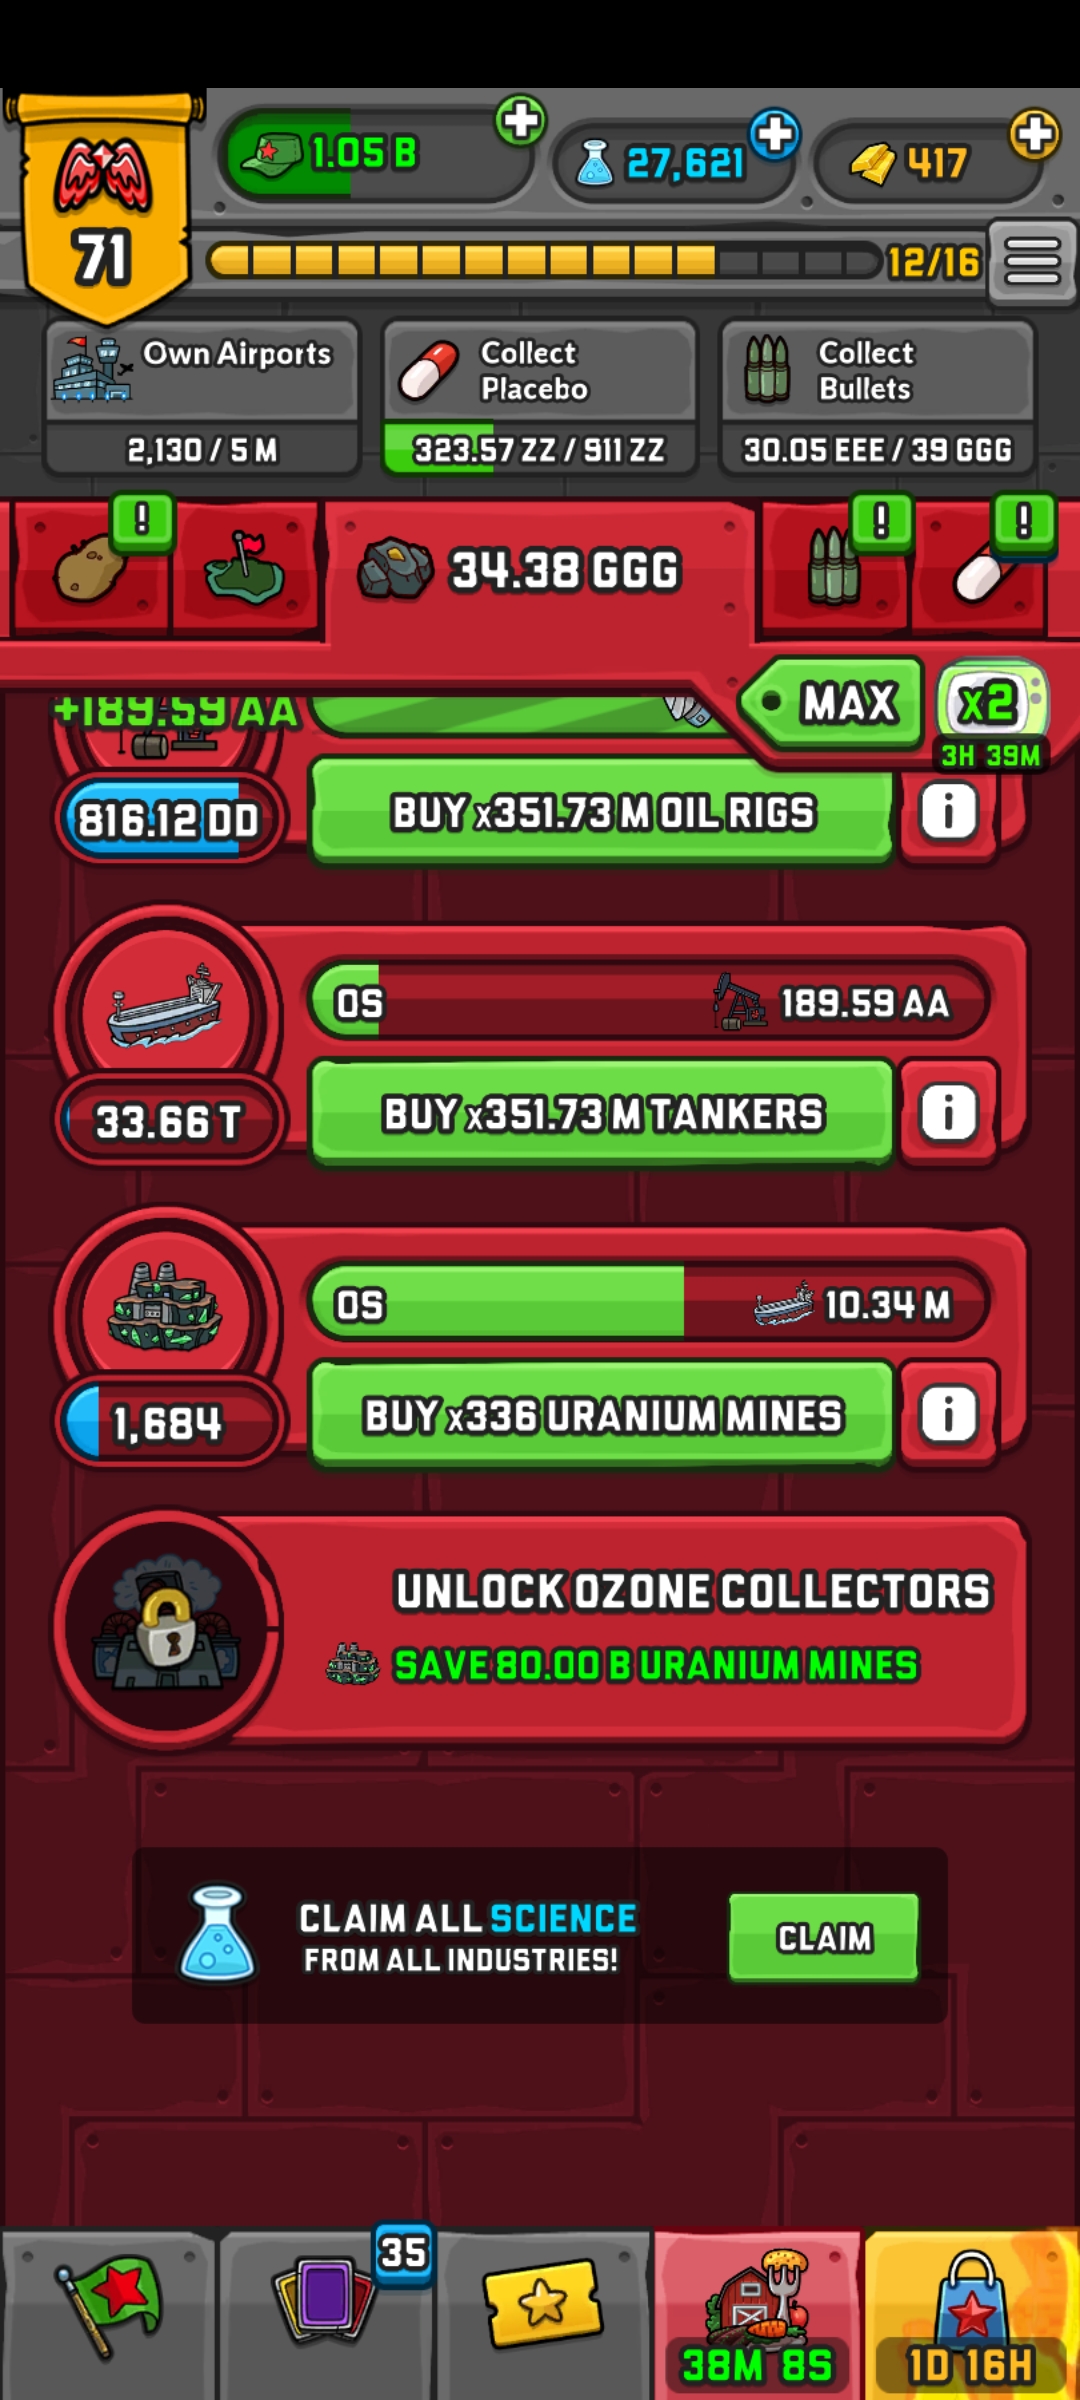 1.05 B
27,621
417
71
12/16
Own Airports
2,130 / 5 M
Collect
Placebo
323.57 ZZ / 911 ZZ
Collect
Bullets
30.05 EEE / 39 GGG
!
34.38 GGG
!
!
MAX
x2
3H 39M
+189.59 AA
816.12 DD
BUY x351.73 M OIL RIGS
i
0S
189.59 AA
33.66 T
BUY x351.73 M TANKERS
i
0S
10.34 M
1,684
BUY x336 URANIUM MINES
i
UNLOCK OZONE COLLECTORS
SAVE 80.00 B URANIUM MINES
CLAIM ALL SCIENCE
FROM ALL INDUSTRIES!
CLAIM
35
38M 8S
1D 16H